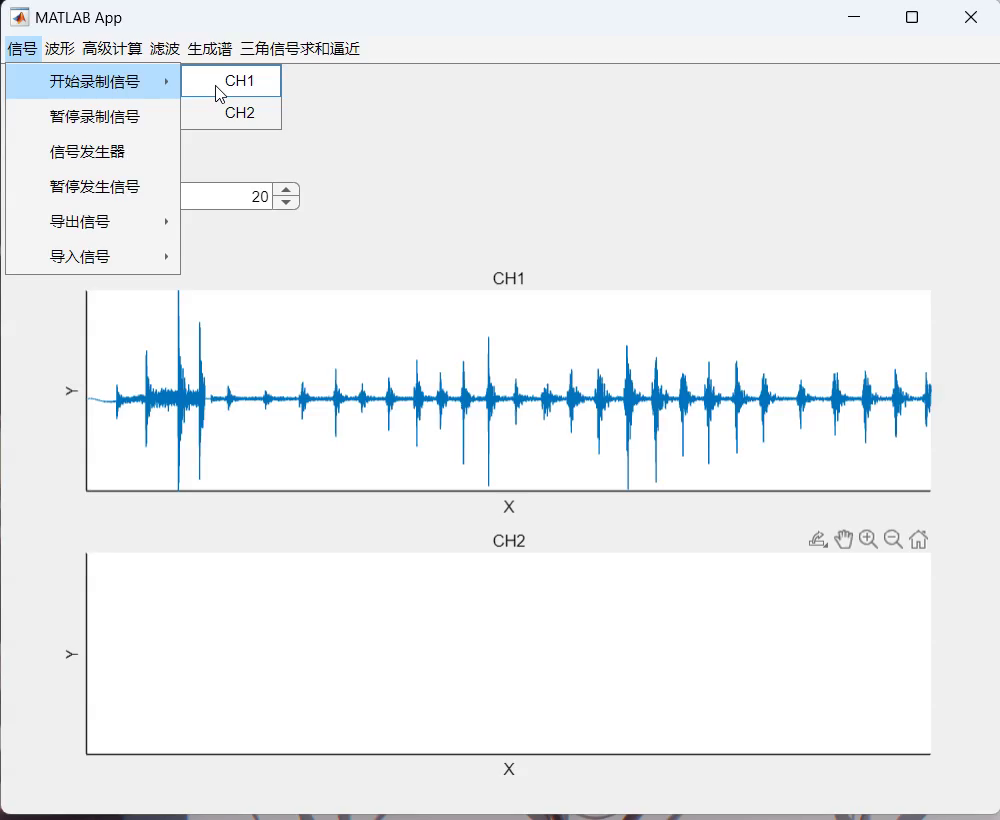 MATLAB App
信号 波形 高级计算 滤波 生成谱 三角信号求和逼近
开始录制信号
CH1
暂停录制信号
CH2
信号发生器
暂停发生信号
20
导出信号
导入信号
CH1
Y
X
CH2
Y
X